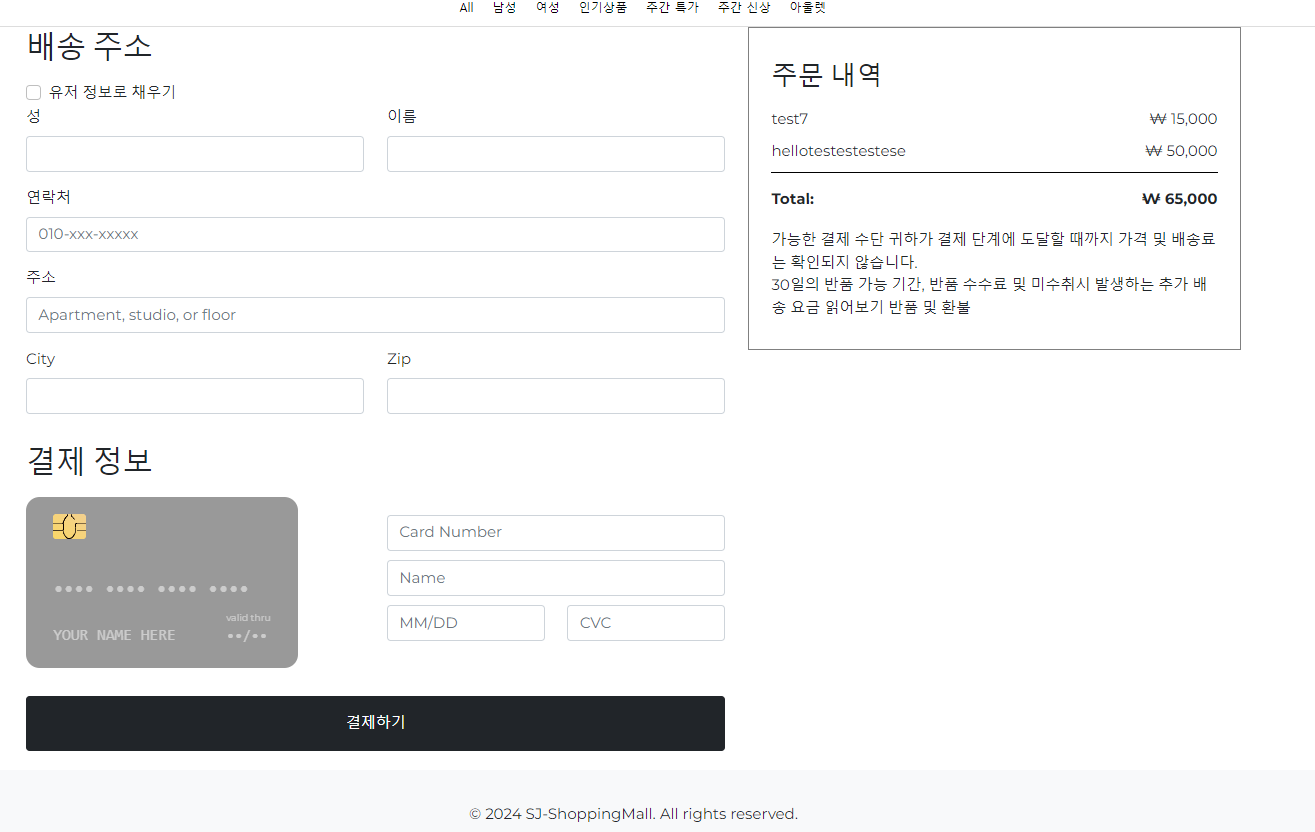 All 남성 여성 인기상품 주간 특가 주간 신상 아울렛
배송 주소
유저 정보로 채우기
성 이름
연락처
010-xxx-xxxxx
주소
Apartment, studio, or floor
City Zip
결제 정보
•••• •••• •••• ••••
valid thru
YOUR NAME HERE ••/••
Card Number
Name
MM/DD CVC
결제하기
주문 내역
test7 ₩ 15,000
hellotestestestese ₩ 50,000
Total: ₩ 65,000
가능한 결제 수단 귀하가 결제 단계에 도달할 때까지 가격 및 배송료
는 확인되지 않습니다.
30일의 반품 가능 기간, 반품 수수료 및 미수취시 발생하는 추가 배
송 요금 읽어보기 반품 및 환불
© 2024 SJ-ShoppingMall. All rights reserved.